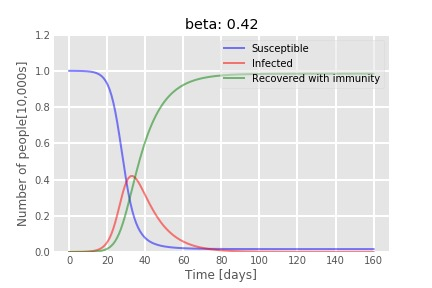 beta: 0.42
1.2
1.0
0.8
0.6
0.4
0.2
0.0
Number of people[10,000s]
Susceptible
Infected
Recovered with immunity
0 20 40 60 80 100 120 140 160
Time [days]